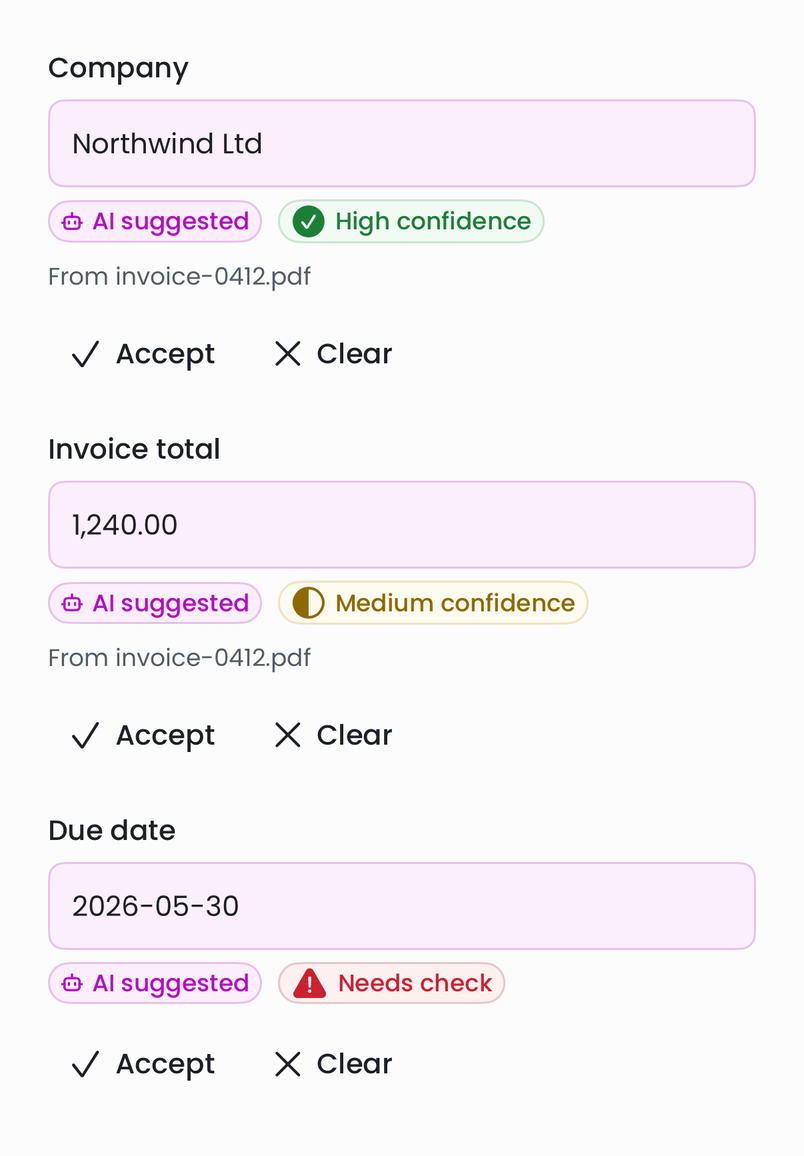 Company
Northwind Ltd
AI suggested High confidence
From invoice-0412.pdf
Accept Clear
Invoice total
1,240.00
AI suggested Medium confidence
From invoice-0412.pdf
Accept Clear
Due date
2026-05-30
AI suggested Needs check
Accept Clear